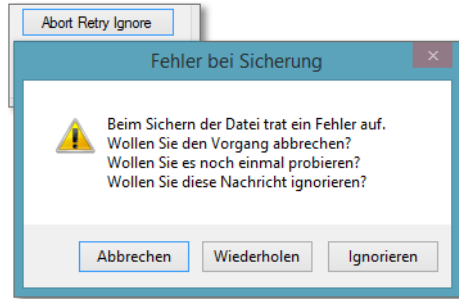 Abort Retry Ignore
Fehler bei Sicherung
Beim Sichern der Datei trat ein Fehler auf.
Wollen Sie den Vorgang abbrechen?
Wollen Sie es noch einmal probieren?
Wollen Sie diese Nachricht ignorieren?
Abbrechen Wiederholen Ignorieren